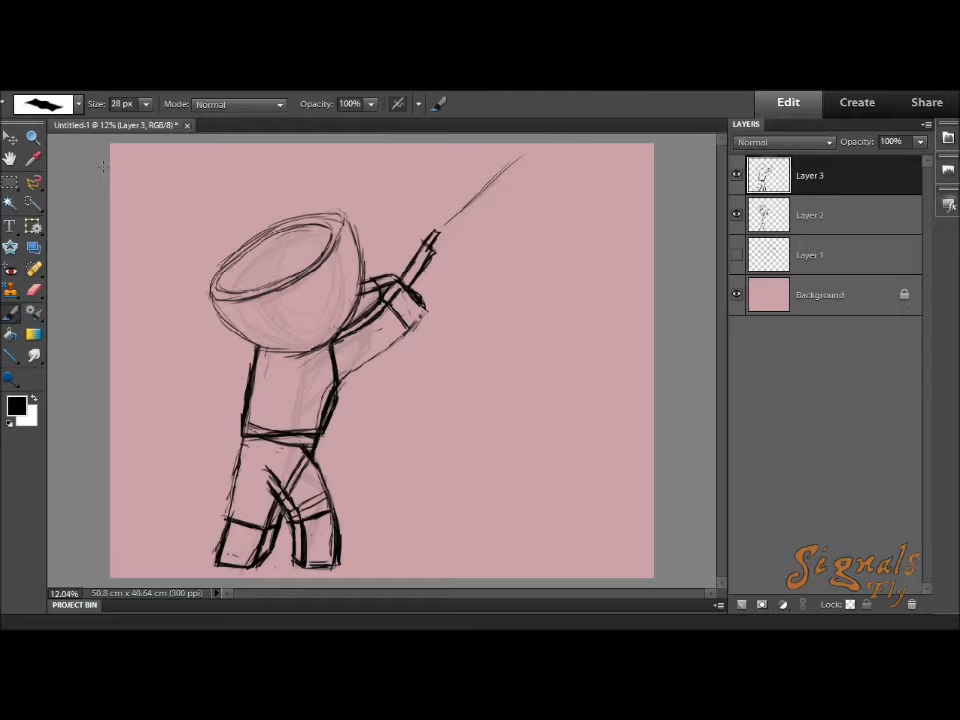 Size: 28 px Mode: Normal Opacity: 100% Edit Create Share
Untitled-1 @ 12% (Layer 3, RGB/8) * x LAYERS
Normal Opacity: 100%
Layer 3
Layer 2
Layer 1
Background
Signals
Fly
12.04% 50.8 cm x 40.64 cm (300 ppi) Lock:
PROJECT BIN